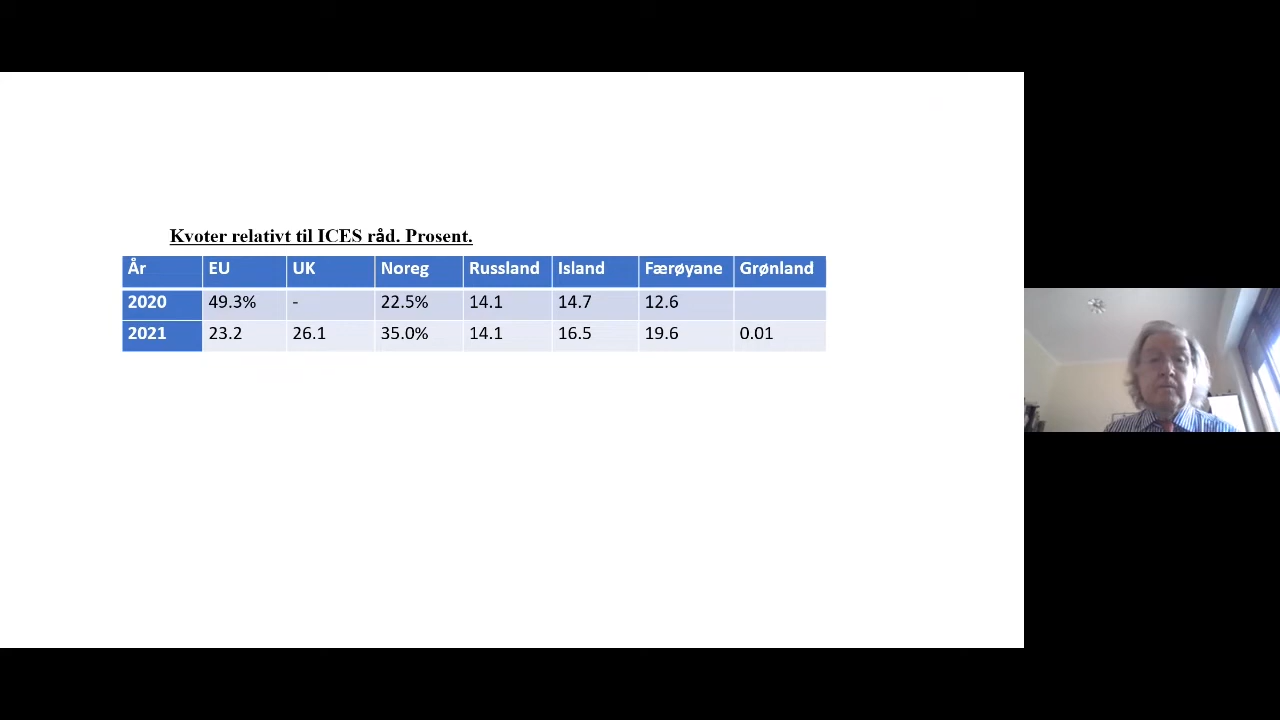 Kvoter relativt til ICES råd. Prosent.
År EU UK Noreg Russland Island Færøyane Grønland
2020 49.3% - 22.5% 14.1 14.7 12.6
2021 23.2 26.1 35.0% 14.1 16.5 19.6 0.01